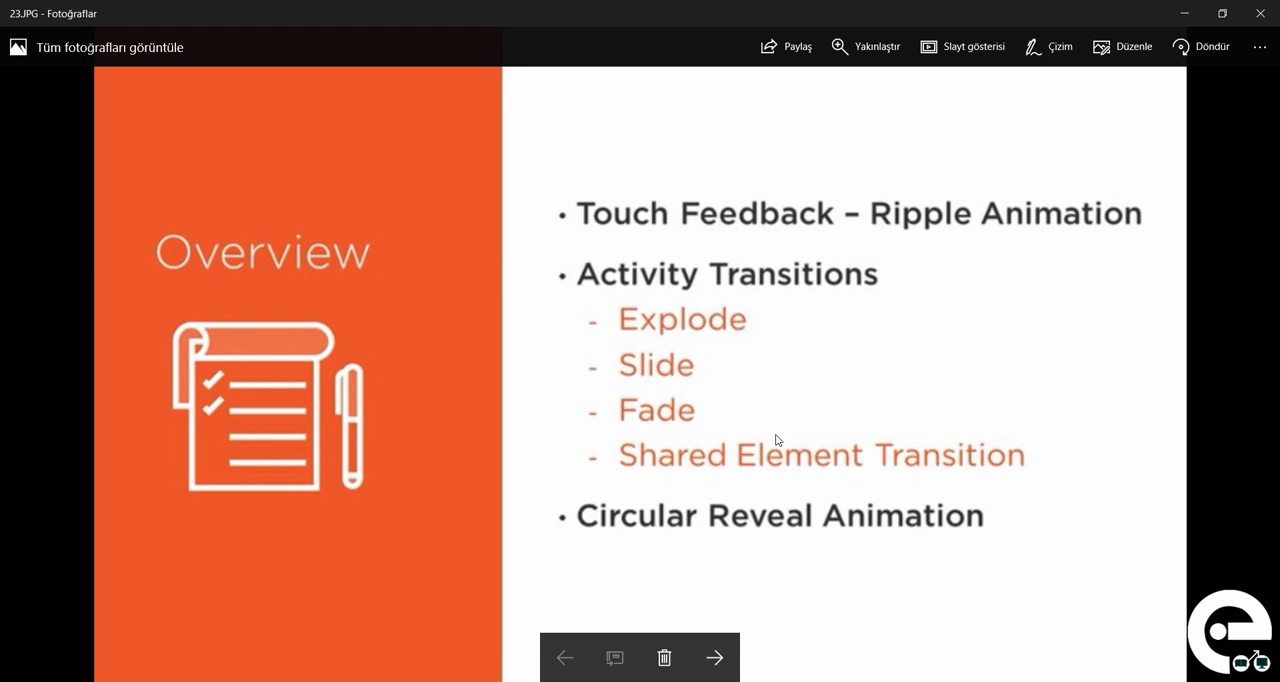 23.JPG - Fotoğraflar
Tüm fotoğrafları görüntüle
Paylaş
Yakınlaştır
Slayt gösterisi
Çizim
Düzenle
Döndür
Overview
• Touch Feedback – Ripple Animation
• Activity Transitions
- Explode
- Slide
- Fade
- Shared Element Transition
• Circular Reveal Animation